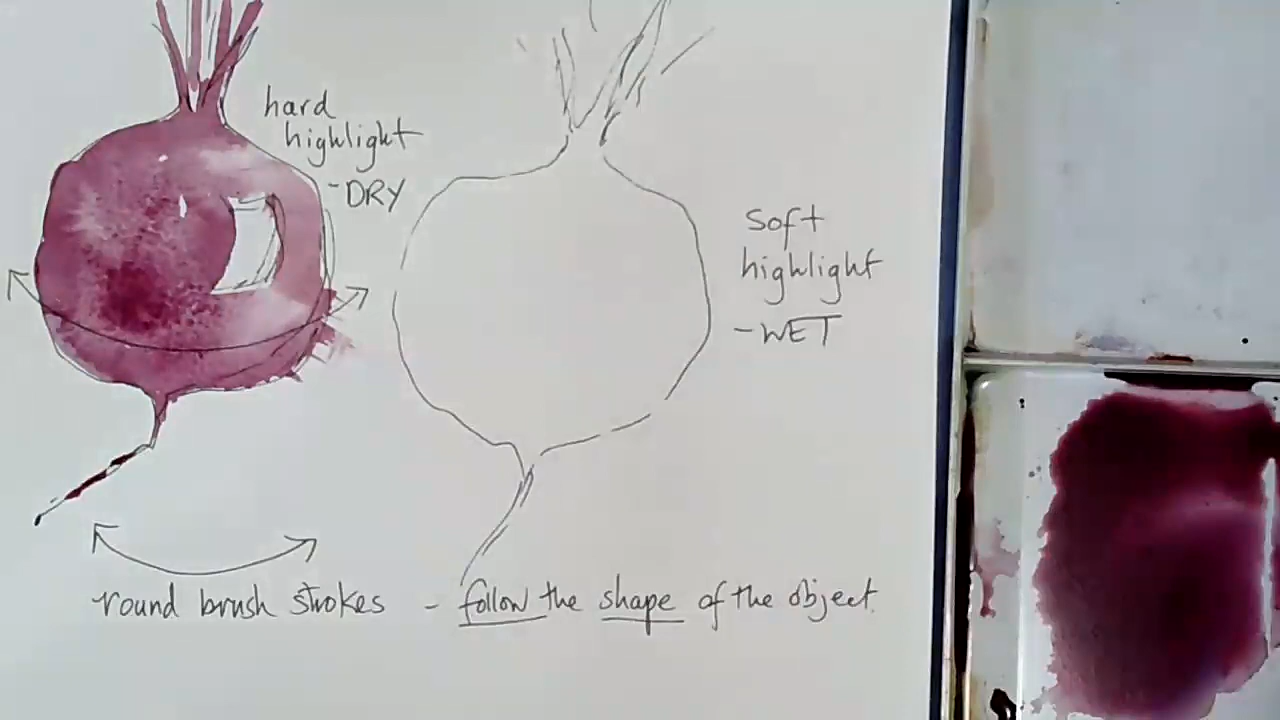 hard
highlight
- DRY
Soft
highlight
- WET
round brush strokes - follow the shape of the object.